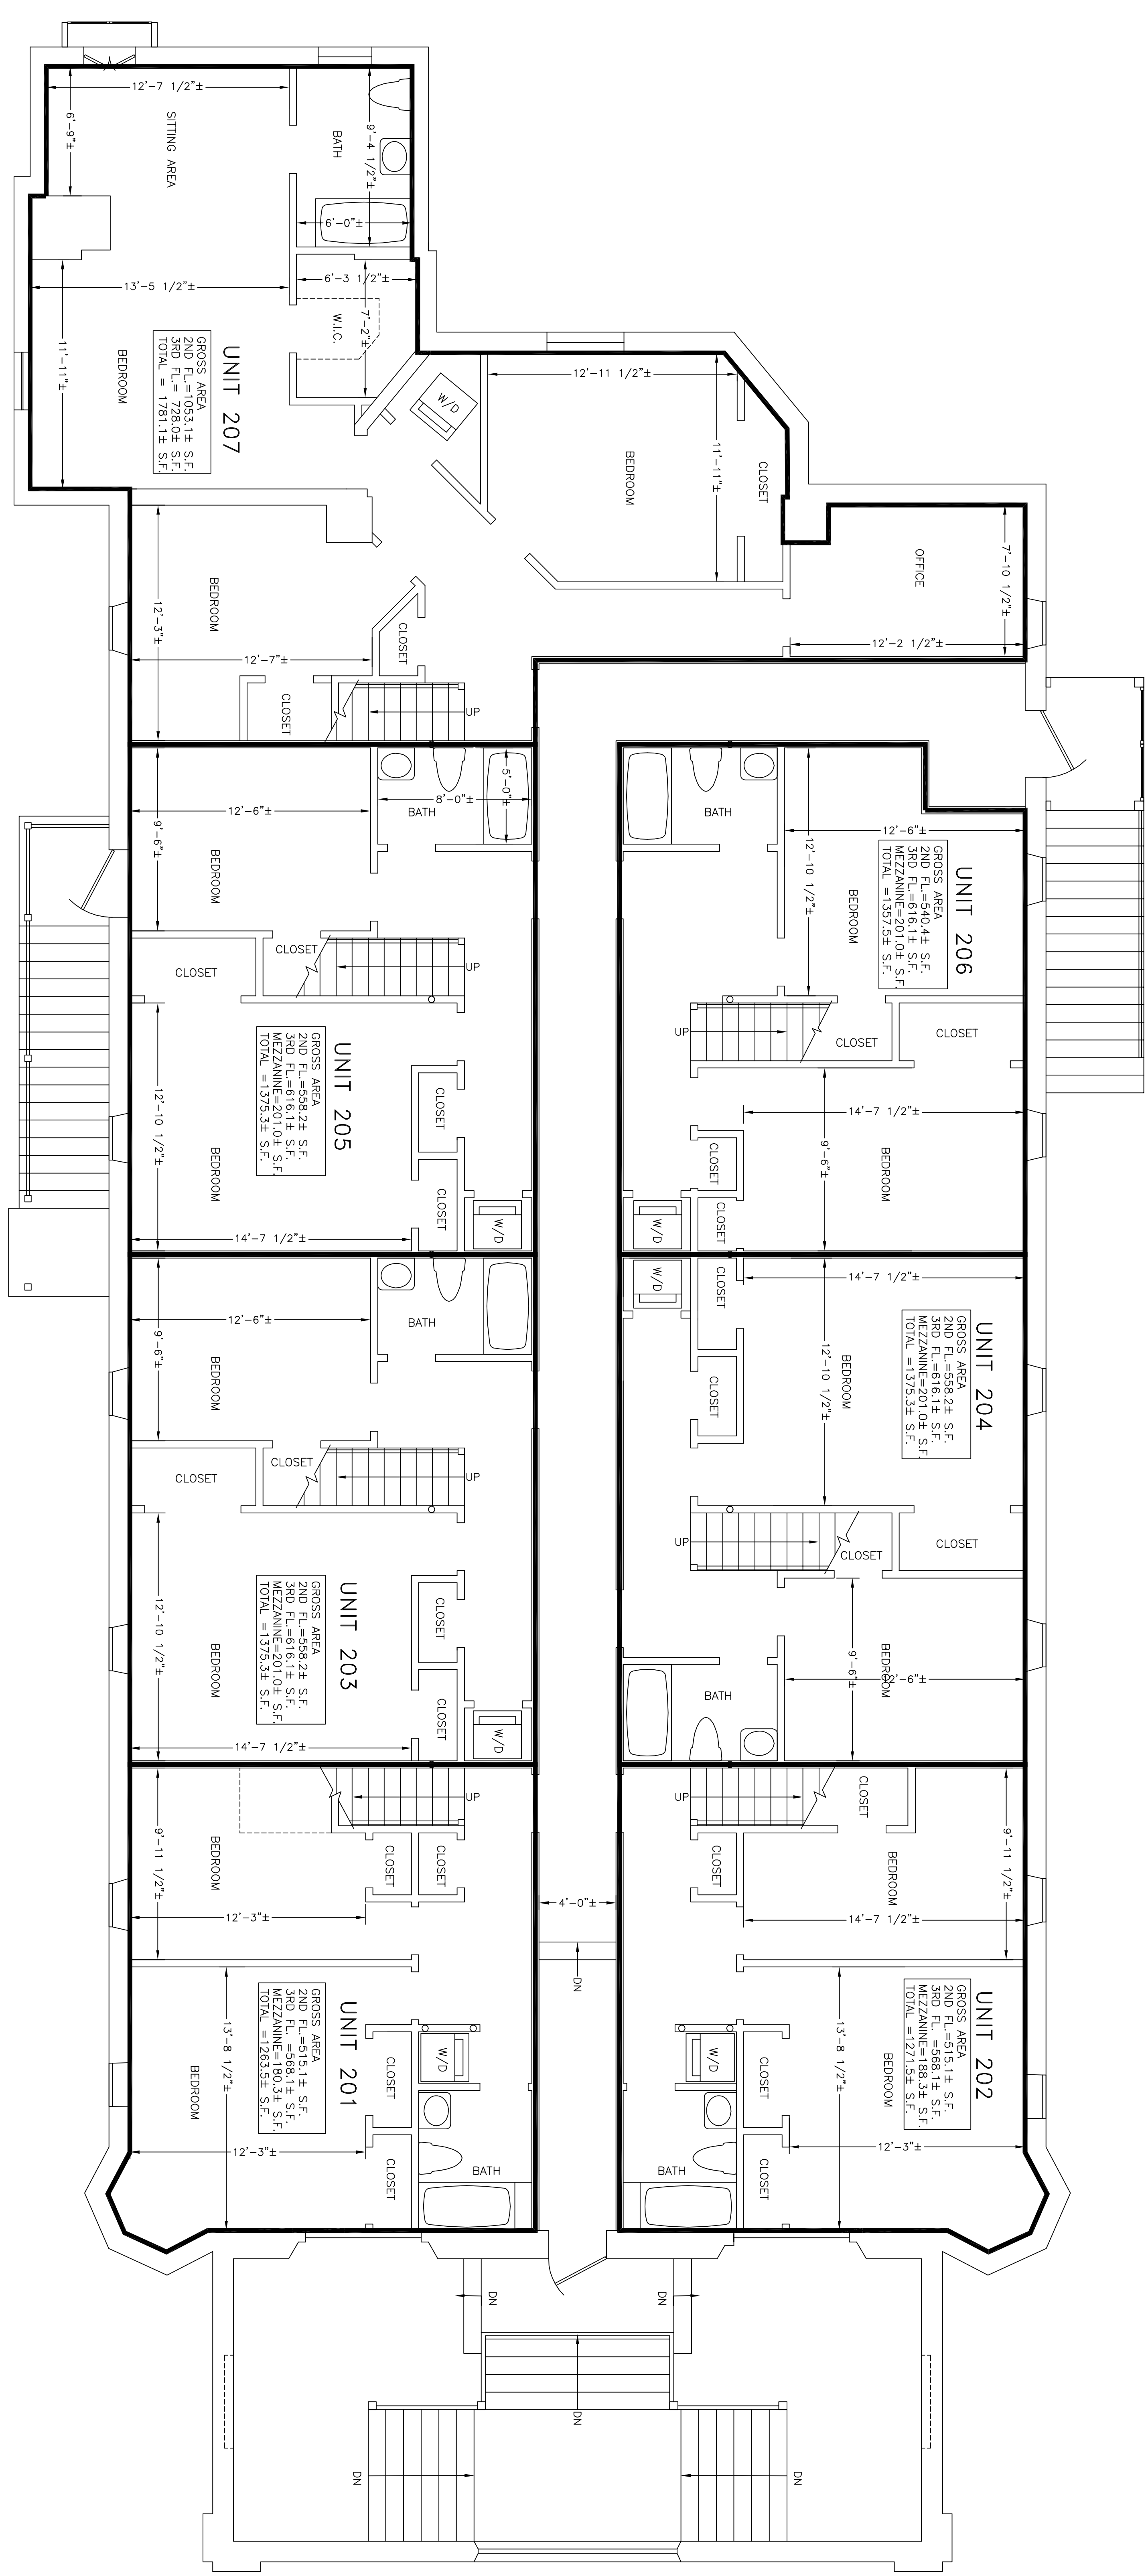 12'-7 1/2"±
6'-9"±
SITTING AREA
BATH
9'-4 1/2"±
6'-0"±
13'-5 1/2"±
11'-11"±
BEDROOM
6'-3 1/2"±
7'-2"±
W.I.C.
UNIT 207
GROSS AREA
2ND FL.=1053.1± S.F.
3RD FL.= 728.0± S.F.
TOTAL = 1781.1± S.F.
W/D
12'-11 1/2"±
BEDROOM
11'-11"±
CLOSET
OFFICE
7'-10 1/2"±
12'-2 1/2"±
BEDROOM
12'-3"±
12'-7"±
CLOSET
CLOSET
UP
12'-6"±
9'-6"±
BEDROOM
8'-0"±
5'-0"±
BATH
CLOSET
CLOSET
UP
UNIT 205
GROSS AREA
2ND FL.=558.2± S.F.
3RD FL.=616.1± S.F.
MEZZANINE=201.0± S.F.
TOTAL =1375.3± S.F.
12'-10 1/2"±
BEDROOM
14'-7 1/2"±
CLOSET
CLOSET
W/D
BATH
12'-6"±
12'-10 1/2"±
BEDROOM
UNIT 206
GROSS AREA
2ND FL.=540.4± S.F.
3RD FL.=616.1± S.F.
MEZZANINE=201.0± S.F.
TOTAL =1357.5± S.F.
UP
CLOSET
CLOSET
14'-7 1/2"±
9'-6"±
BEDROOM
CLOSET
CLOSET
W/D
12'-6"±
9'-6"±
BEDROOM
BATH
CLOSET
CLOSET
UP
UNIT 203
GROSS AREA
2ND FL.=558.2± S.F.
3RD FL.=616.1± S.F.
MEZZANINE=201.0± S.F.
TOTAL =1375.3± S.F.
12'-10 1/2"±
BEDROOM
14'-7 1/2"±
CLOSET
CLOSET
W/D
W/D
CLOSET
CLOSET
14'-7 1/2"±
12'-10 1/2"±
BEDROOM
UNIT 204
GROSS AREA
2ND FL.=558.2± S.F.
3RD FL.=616.1± S.F.
MEZZANINE=201.0± S.F.
TOTAL =1375.3± S.F.
UP
CLOSET
CLOSET
9'-6"±
BEDROOM
12'-6"±
BATH
UP
9'-11 1/2"±
BEDROOM
CLOSET
CLOSET
12'-3"±
4'-0"±
DN
UNIT 201
GROSS AREA
2ND FL.=515.1± S.F.
3RD FL. =568.1± S.F.
MEZZANINE=180.3± S.F.
TOTAL =1263.5± S.F.
13'-8 1/2"±
BEDROOM
12'-3"±
CLOSET
CLOSET
W/D
BATH
UP
CLOSET
CLOSET
BEDROOM
9'-11 1/2"±
14'-7 1/2"±
UNIT 202
GROSS AREA
2ND FL.=515.1± S.F.
3RD FL. =568.1± S.F.
MEZZANINE=188.3± S.F.
TOTAL =1271.5± S.F.
13'-8 1/2"±
BEDROOM
12'-3"±
CLOSET
CLOSET
W/D
BATH
DN
DN
DN
DN
DN